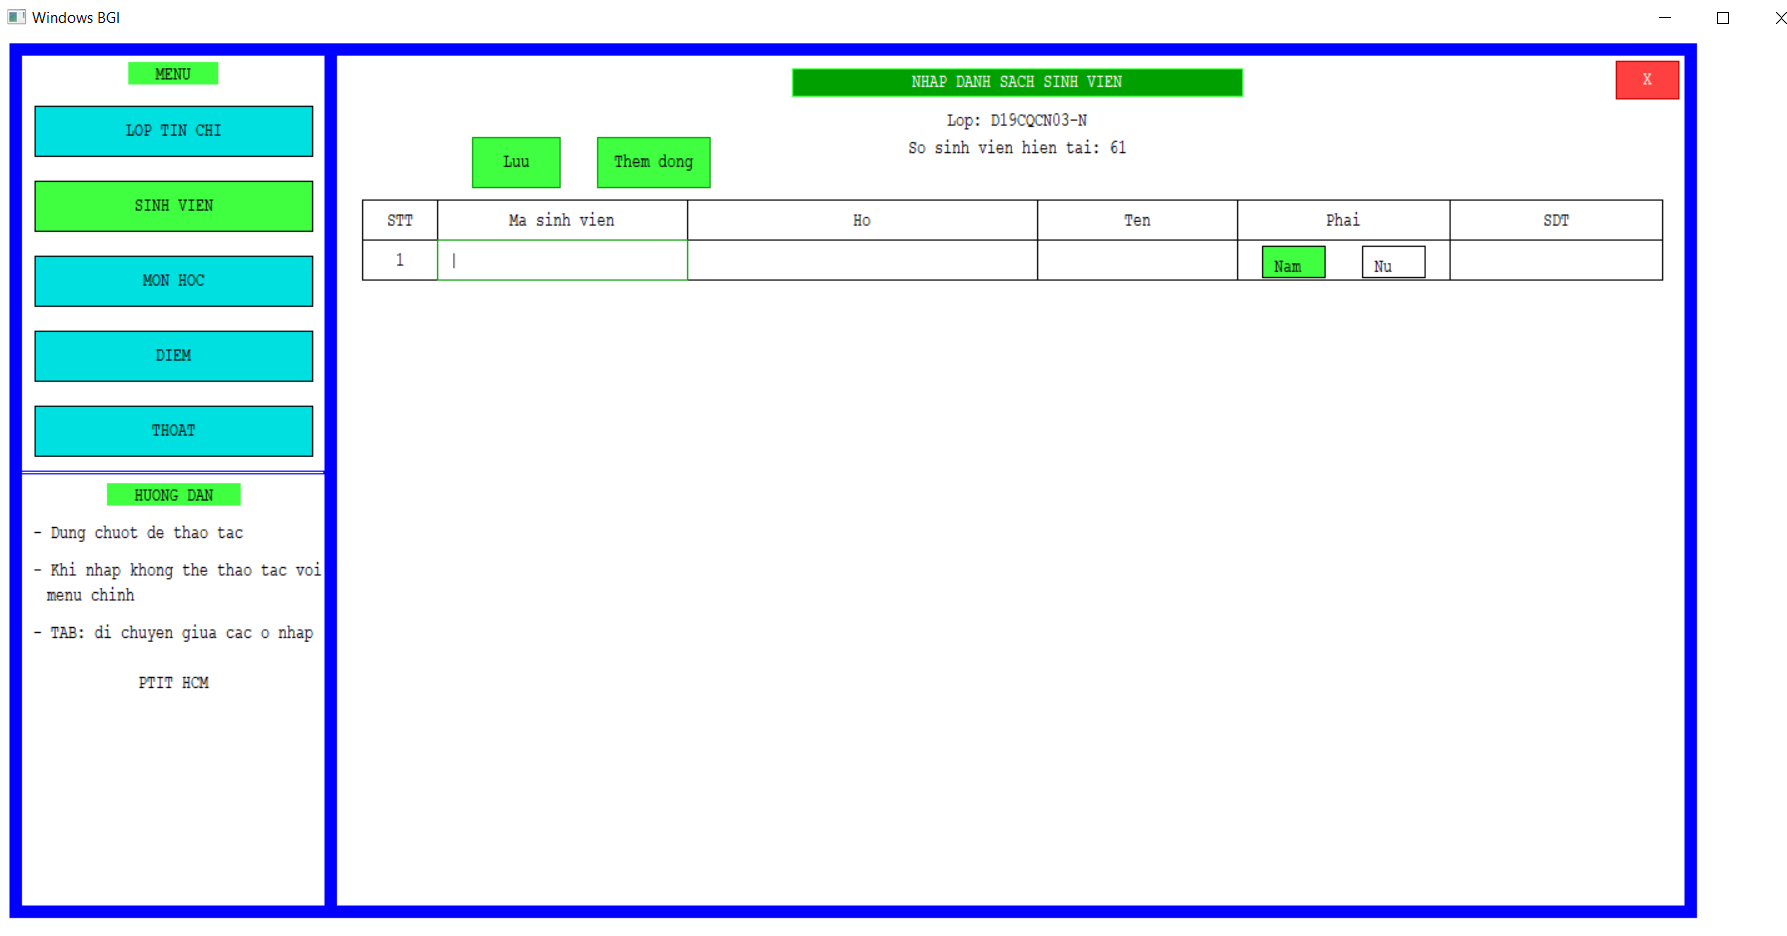 Windows BGI
MENU
LOP TIN CHI
SINH VIEN
MON HOC
DIEM
THOAT
HUONG DAN
- Dung chuot de thao tac
- Khi nhap khong the thao tac voi
menu chinh
- TAB: di chuyen giua cac o nhap
PTIT HCM
NHAP DANH SACH SINH VIEN
X
Lop: D19CQCN03-N
So sinh vien hien tai: 61
Luu Them dong
STT Ma sinh vien Ho Ten Phai SDT
1 Nam Nu